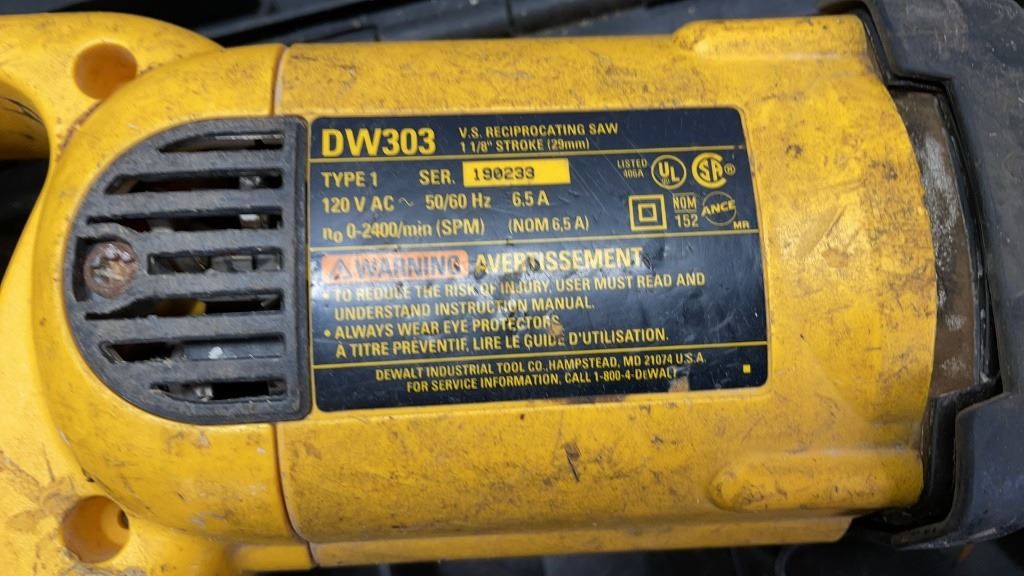 DW303 V.S. RECIPROCATING SAW
1 1/8" STROKE (29mm)
TYPE 1 SER. 190233
LISTED
406A
UL
SA
120 V AC ~ 50/60 Hz 6.5 A
NOM
152
ANCE
MR
n₀ 0-2400/min (SPM) (NOM 6,5 A)
⚠WARNING AVERTISSEMENT
• TO REDUCE THE RISK OF INJURY, USER MUST READ AND
UNDERSTAND INSTRUCTION MANUAL.
• ALWAYS WEAR EYE PROTECTORS
À TITRE PRÉVENTIF, LIRE LE GUIDE D'UTILISATION.
DEWALT INDUSTRIAL TOOL CO., HAMPSTEAD, MD 21074 U.S.A.
FOR SERVICE INFORMATION, CALL 1-800-4-DEWALT